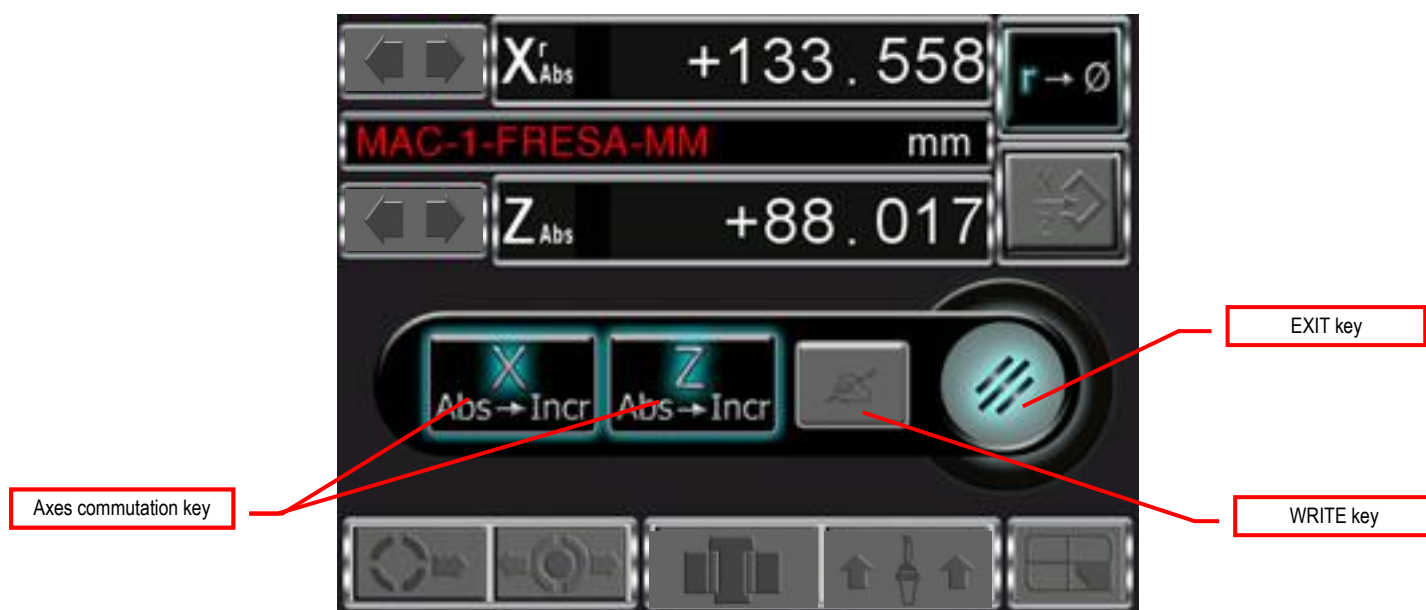 X r Abs +133.558
r→Ø
MAC-1-FRESA-MM mm
Z Abs +88.017
EXIT key
X
Abs→Incr
Z
Abs→Incr
Axes commutation key
WRITE key